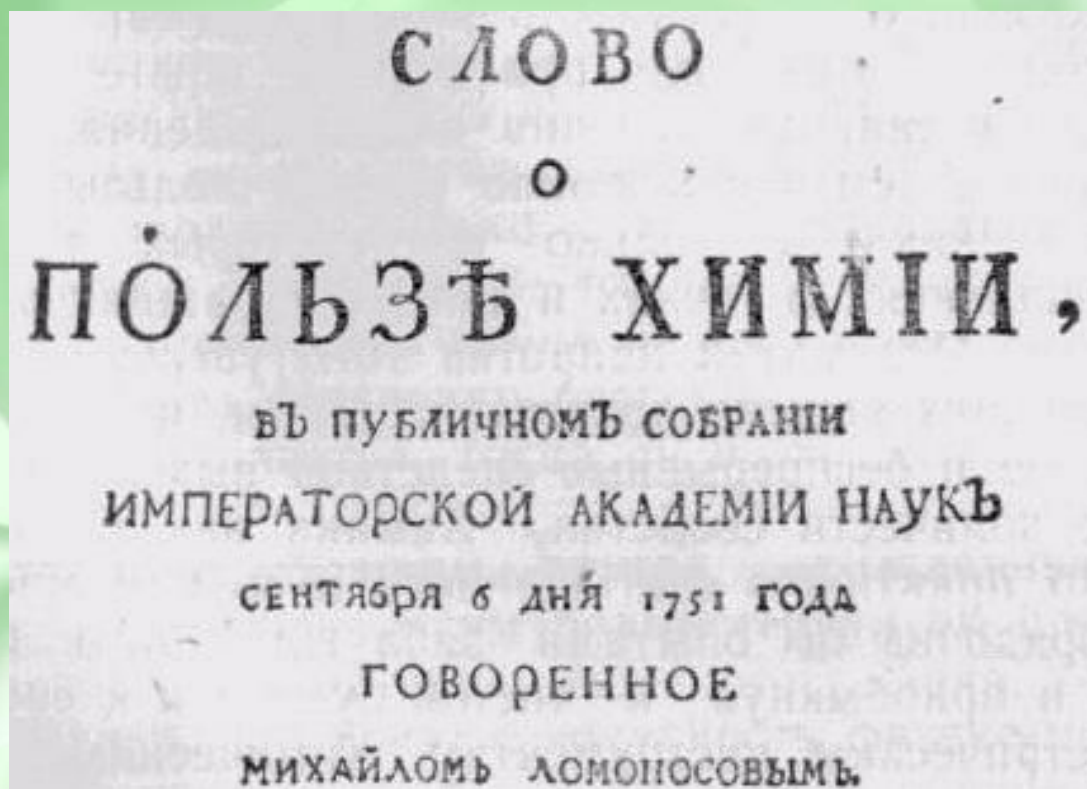 СЛОВО
О
ПОЛЬЗѢ ХИМІИ,
ВЪ ПУБЛИЧНОМЪ СОБРАНІИ
ИМПЕРАТОРСКОЙ АКАДЕМІИ НАУКЪ
СЕНТЯБРЯ 6 ДНЯ 1751 ГОДА
ГОВОРЕННОЕ
МИХАЙЛОМЪ ЛОМОНОСОВЫМЪ.